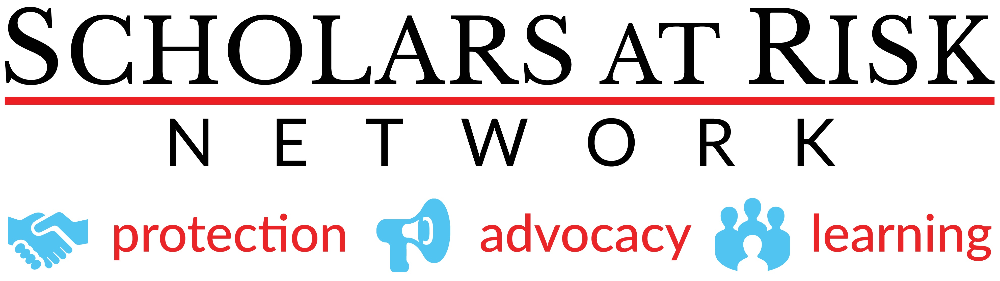 SCHOLARS AT RISK
NETWORK
protection advocacy learning